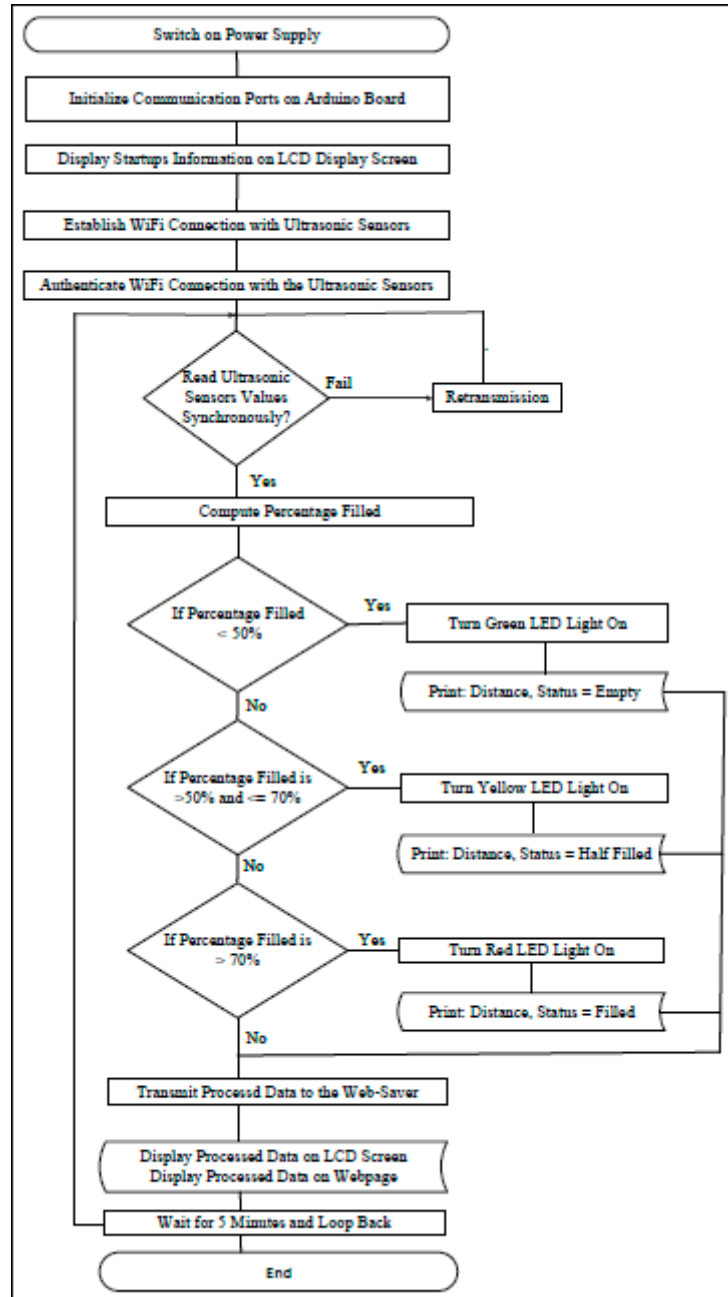 Switch on Power Supply
Initialize Communication Ports on Arduino Board
Display Startups Information on LCD Display Screen
Establish WiFi Connection with Ultrasonic Sensors
Authenticate WiFi Connection with the Ultrasonic Sensors
Read Ultrasonic
Sensors Values
Synchronously?
Fail
Retransmission
Yes
Compute Percentage Filled
If Percentage Filled
< 50%
Yes
Turn Green LED Light On
Print: Distance, Status = Empty
No
If Percentage Filled is
>50% and <= 70%
Yes
Turn Yellow LED Light On
Print: Distance, Status = Half Filled
No
If Percentage Filled is
> 70%
Yes
Turn Red LED Light On
Print: Distance, Status = Filled
No
Transmit Processd Data to the Web-Saver
Display Processed Data on LCD Screen
Display Processed Data on Webpage
Wait for 5 Minutes and Loop Back
End